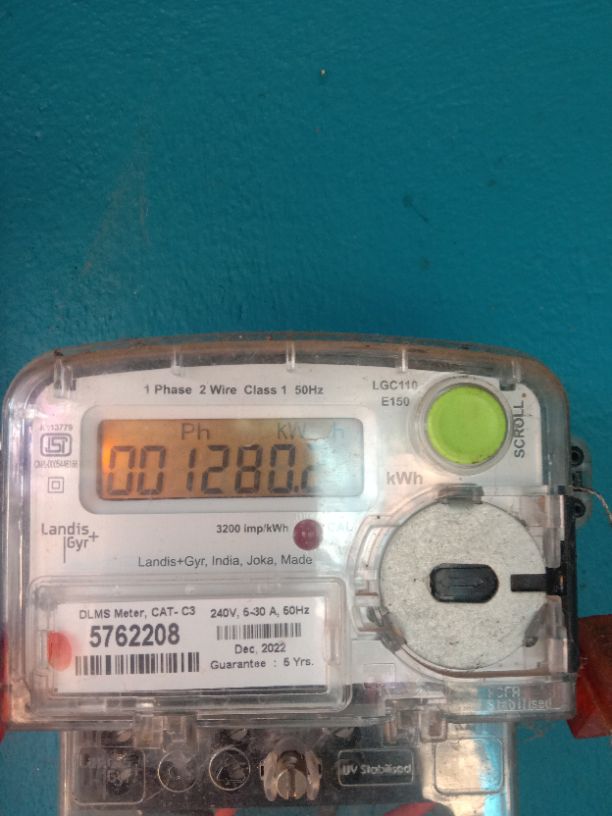 1 Phase 2 Wire Class 1 50Hz
LGC110
E150
SCROLL
Ph
001280.
kWh
Landis
Gyr+
3200 imp/kWh
Landis+Gyr, India, Joka, Made
DLMS Meter, CAT- C3
5762208
240V, 5-30 A, 50Hz
Dec, 2022
Guarantee : 5 Yrs.
Stabilised
UV Stabilised